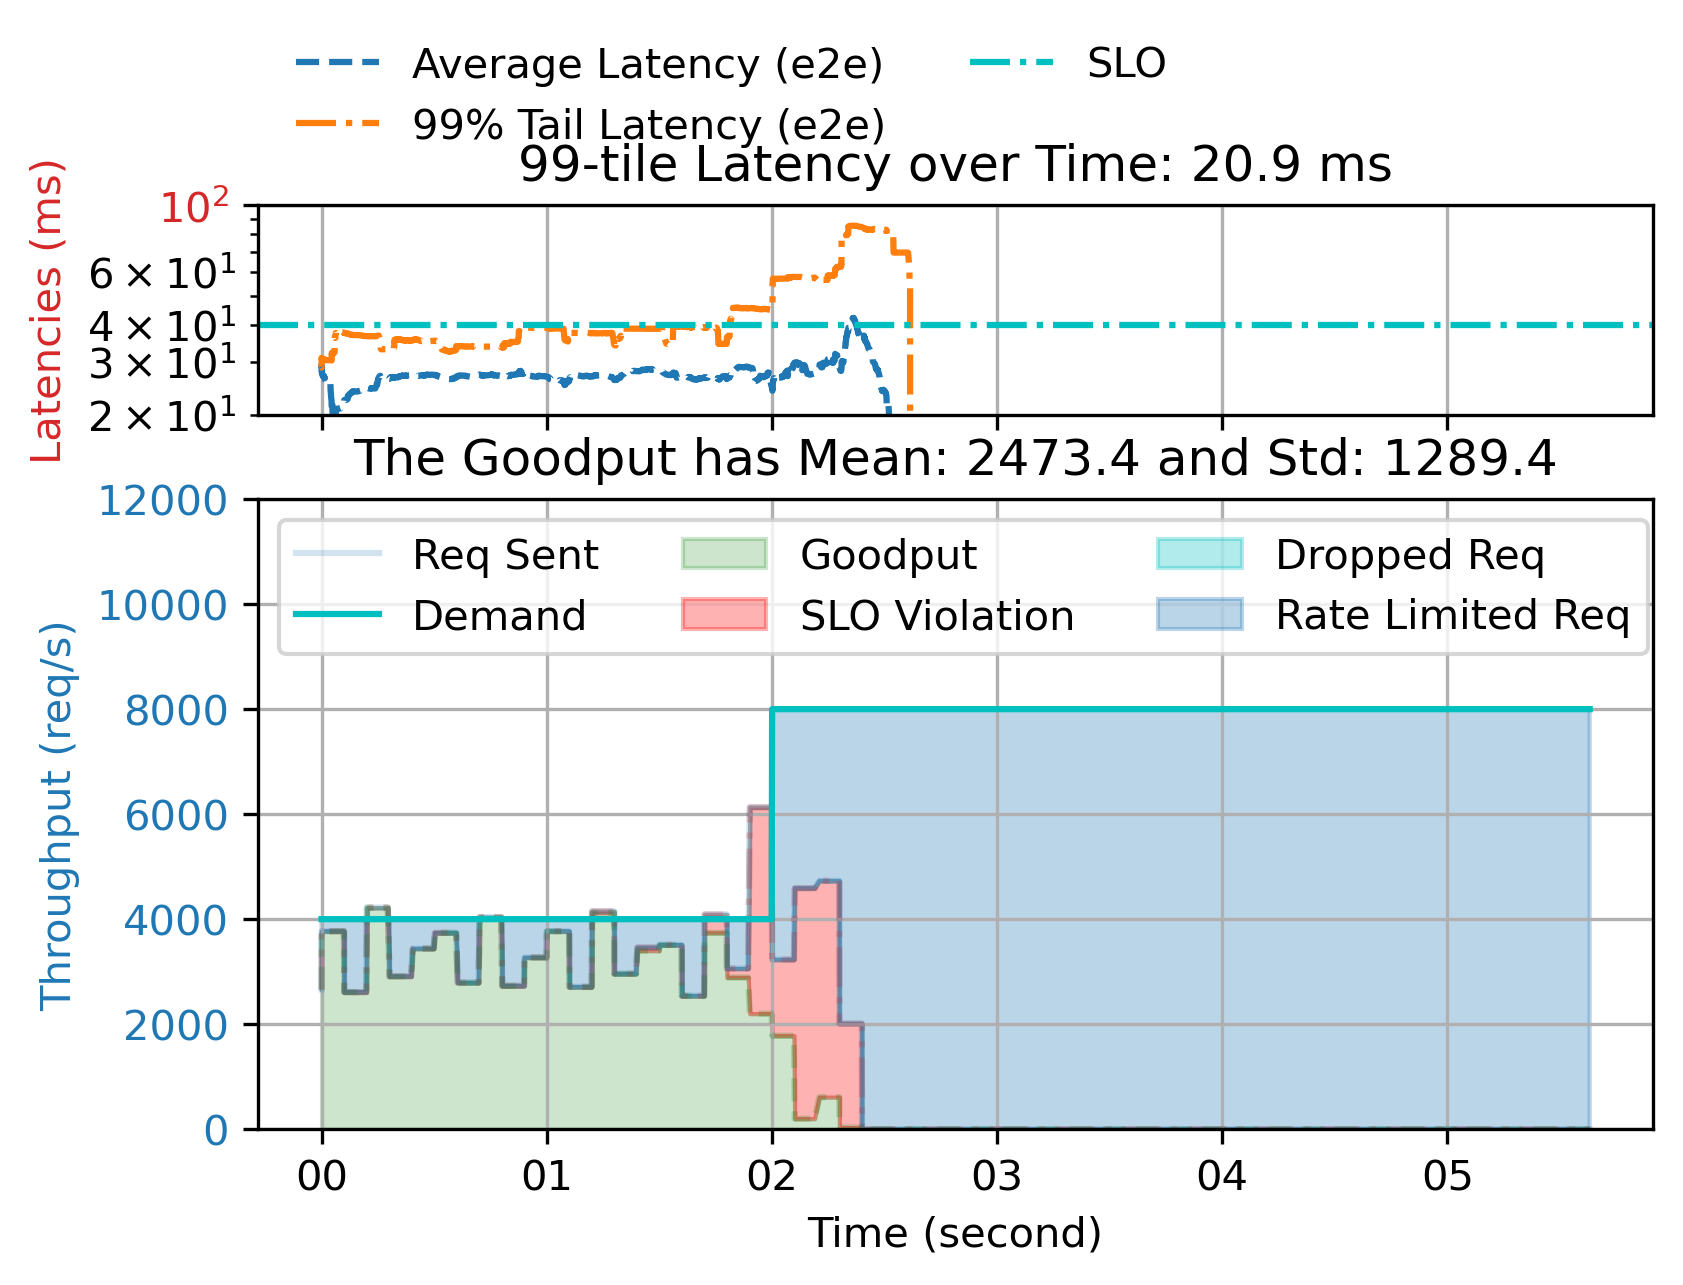 Average Latency (e2e)
SLO
99% Tail Latency (e2e)
99-tile Latency over Time: 20.9 ms
Latencies (ms)
10²
6 × 10¹
4 × 10¹
3 × 10¹
2 × 10¹
The Goodput has Mean: 2473.4 and Std: 1289.4
Throughput (req/s)
12000
10000
8000
6000
4000
2000
0
Req Sent
Goodput
Dropped Req
Demand
SLO Violation
Rate Limited Req
00 01 02 03 04 05
Time (second)